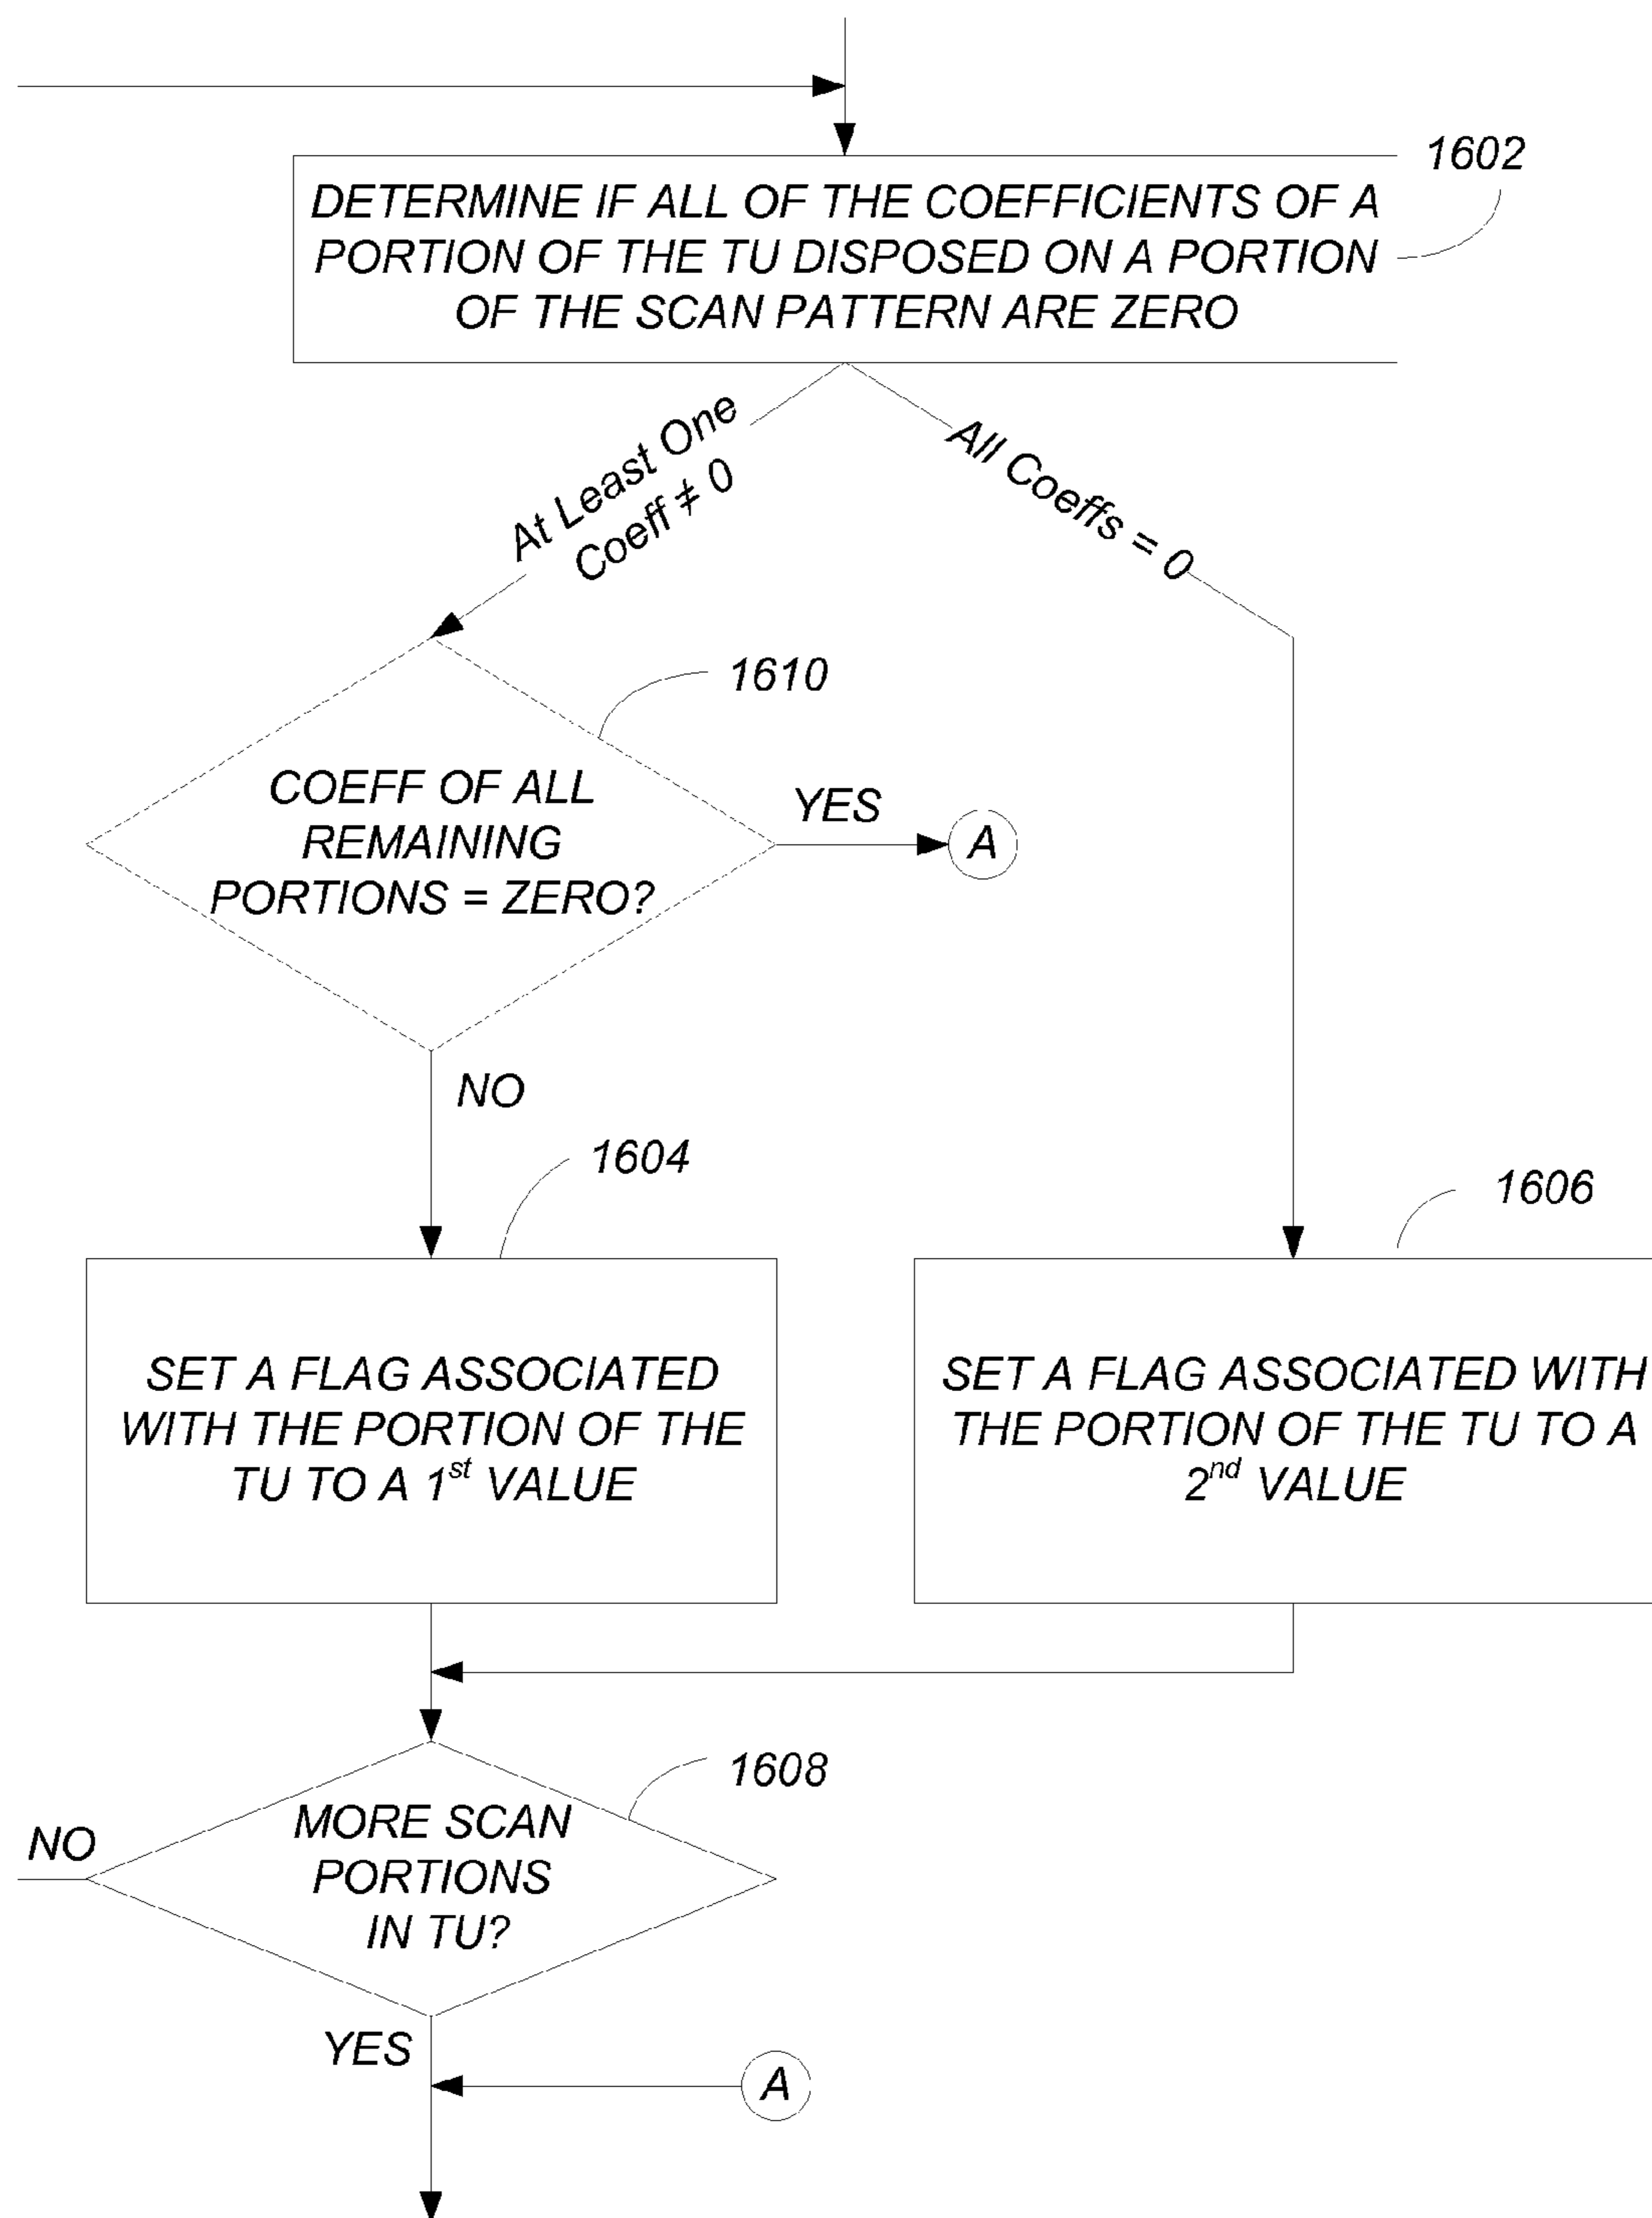 1602
DETERMINE IF ALL OF THE COEFFICIENTS OF A
PORTION OF THE TU DISPOSED ON A PORTION
OF THE SCAN PATTERN ARE ZERO
At Least One
Coeff ≠ 0
All Coeffs = 0
1610
COEFF OF ALL
REMAINING
PORTIONS = ZERO?
YES
A
NO
1604
1606
SET A FLAG ASSOCIATED
WITH THE PORTION OF THE
TU TO A 1st VALUE
SET A FLAG ASSOCIATED WITH
THE PORTION OF THE TU TO A
2nd VALUE
1608
MORE SCAN
PORTIONS
IN TU?
NO
YES
A